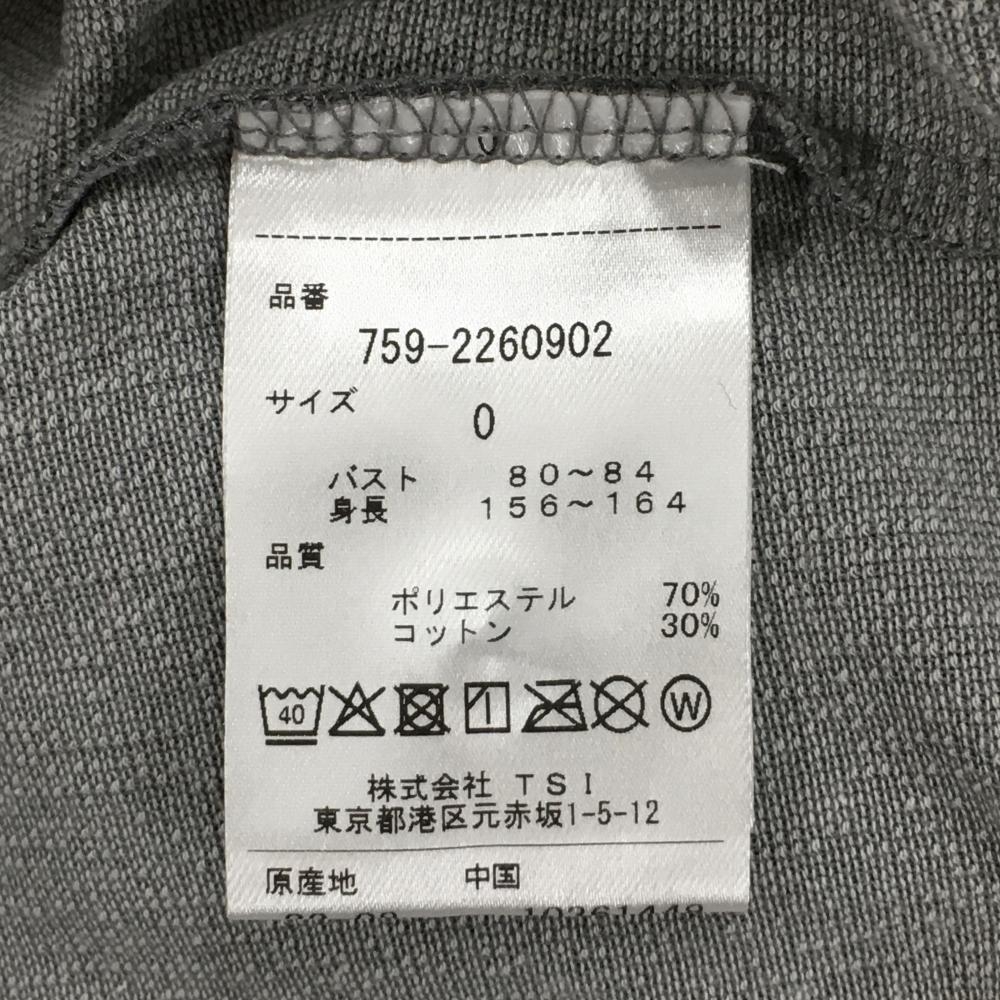 品番
759-2260902
サイズ
0
バスト 80～84
身長 156～164
品質
ポリエステル 70%
コットン 30%
40 W
株式会社 TSI
東京都港区元赤坂1-5-12
原産地 中国